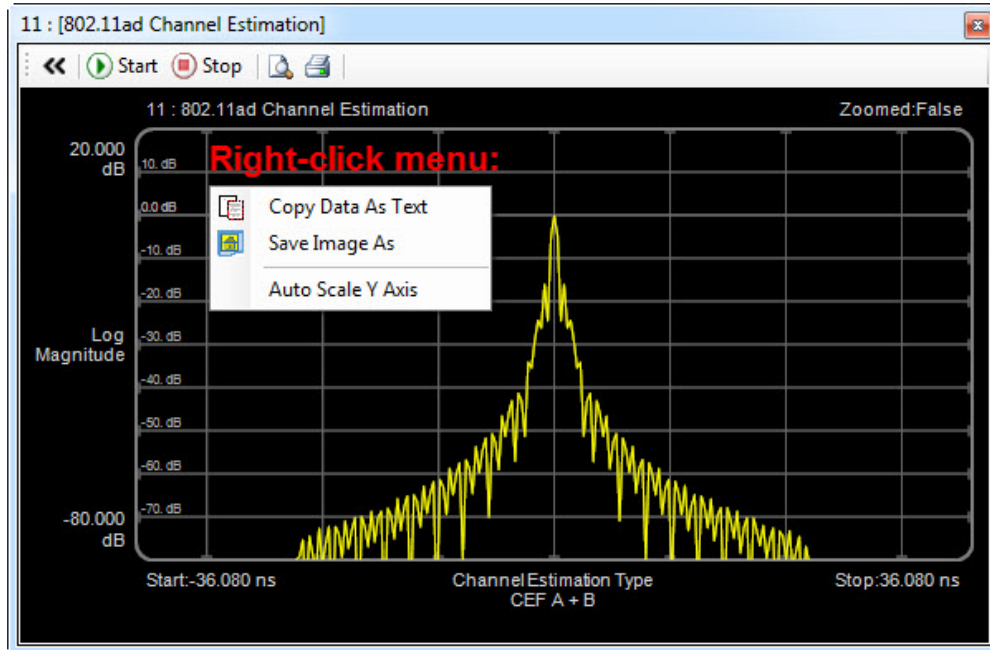 11 : [802.11ad Channel Estimation]
Start Stop
11 : 802.11ad Channel Estimation Zoomed:False
20.000
dB
10. dB
Right-click menu:
0.0 dB
Copy Data As Text
Save Image As
-10. dB
Auto Scale Y Axis
-20. dB
Log
Magnitude
-30. dB
-40. dB
-50. dB
-60. dB
-70. dB
-80.000
dB
Start:-36.080 ns Channel Estimation Type Stop:36.080 ns
CEF A + B